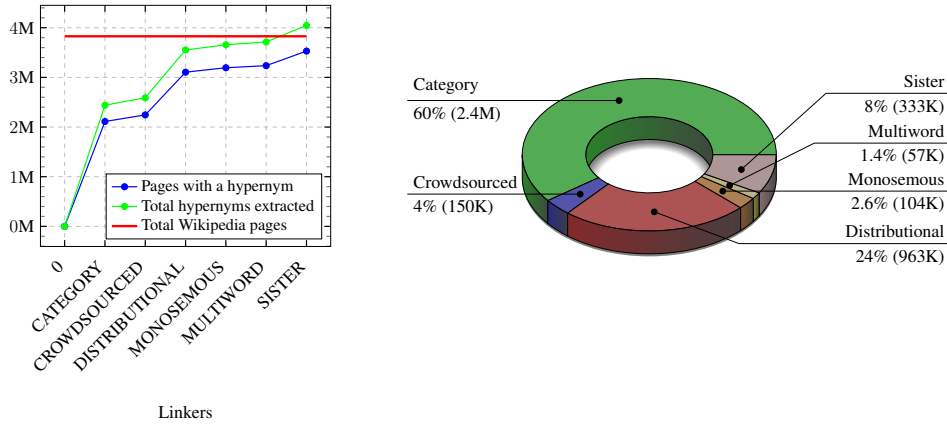 4M
3M
2M
1M
0M
Pages with a hypernym
Total hypernyms extracted
Total Wikipedia pages
0
CATEGORY
CROWDSOURCED
DISTRIBUTIONAL
MONOSEMOUS
MULTIWORD
SISTER
Linkers
Category
60% (2.4M)
Crowdsourced
4% (150K)
Sister
8% (333K)
Multiword
1.4% (57K)
Monosemous
2.6% (104K)
Distributional
24% (963K)